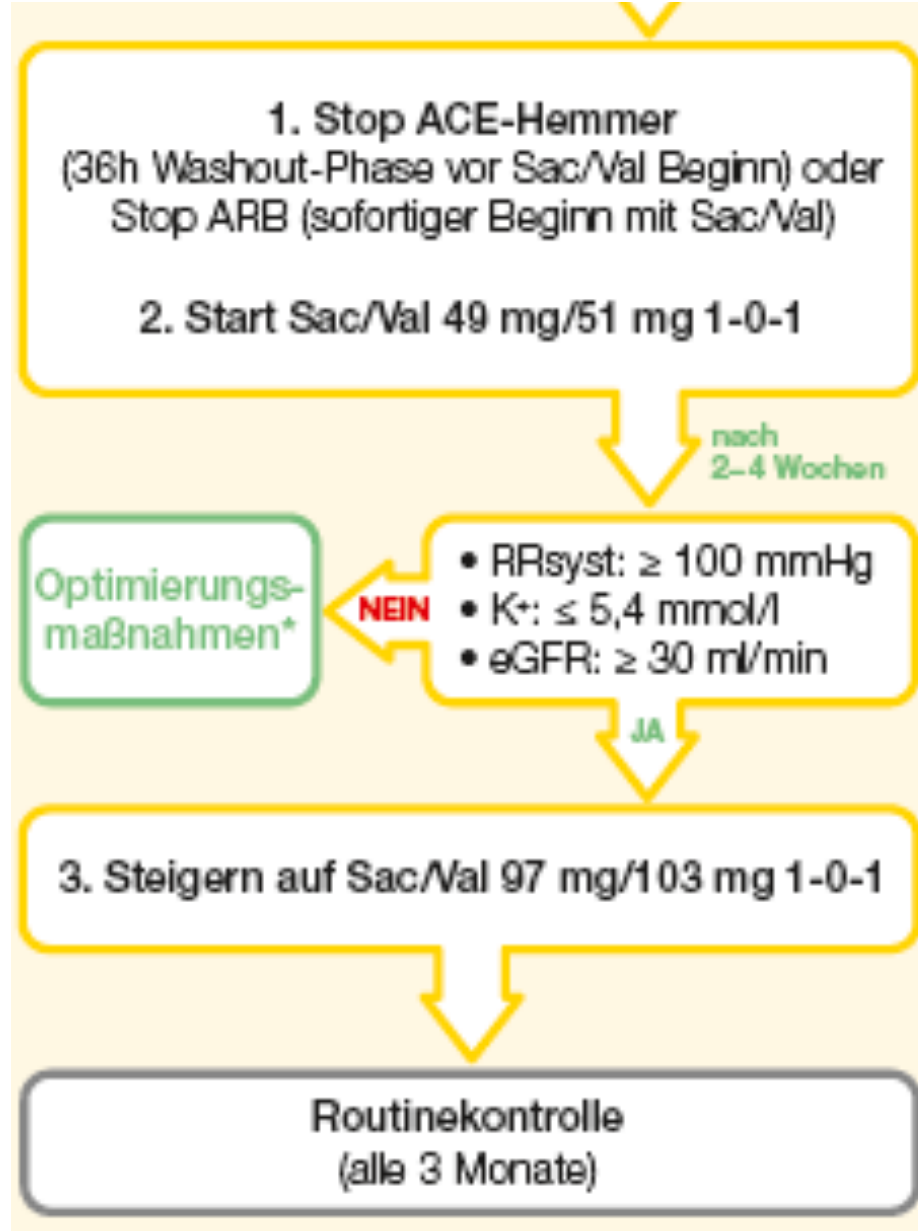 1. Stop ACE-Hemmer
(36h Washout-Phase vor Sac/Val Beginn) oder
Stop ARB (sofortiger Beginn mit Sac/Val)
2. Start Sac/Val 49 mg/51 mg 1-0-1
nach
2–4 Wochen
• RRsyst: ≥ 100 mmHg
• K+: ≤ 5,4 mmol/l
• eGFR: ≥ 30 ml/min
NEIN
Optimierungs-
maßnahmen*
JA
3. Steigern auf Sac/Val 97 mg/103 mg 1-0-1
Routinekontrolle
(alle 3 Monate)